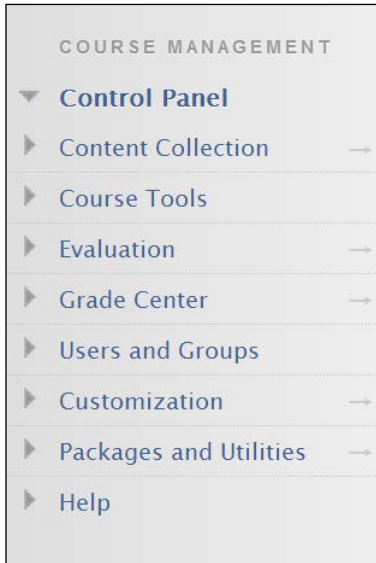 COURSE MANAGEMENT
Control Panel
Content Collection
Course Tools
Evaluation
Grade Center
Users and Groups
Customization
Packages and Utilities
Help